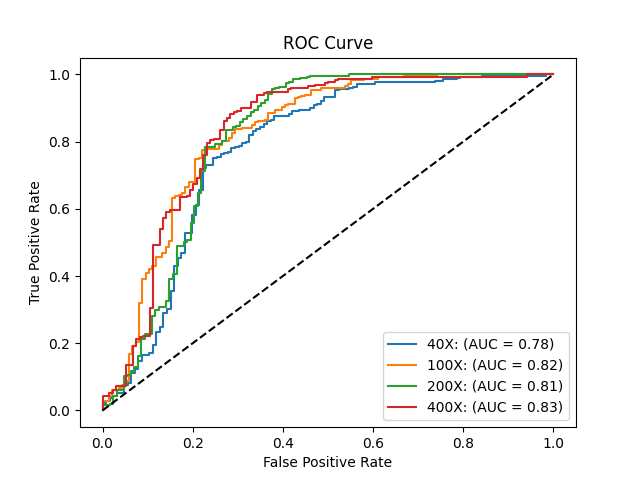 ROC Curve
True Positive Rate
1.0
0.8
0.6
0.4
0.2
0.0
0.0 0.2 0.4 0.6 0.8 1.0
False Positive Rate
40X: (AUC = 0.78)
100X: (AUC = 0.82)
200X: (AUC = 0.81)
400X: (AUC = 0.83)